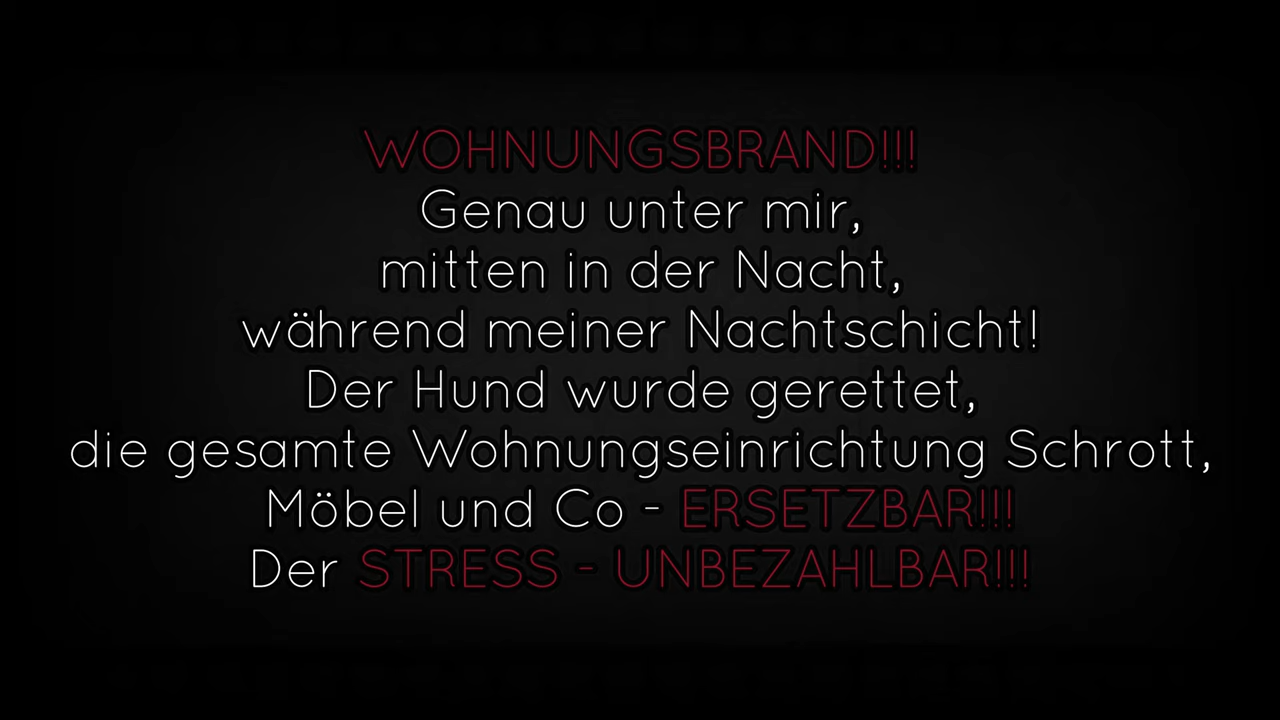 WOHNUNGSBRAND!!!
Genau unter mir,
mitten in der Nacht,
während meiner Nachtschicht!
Der Hund wurde gerettet,
die gesamte Wohnungseinrichtung Schrott,
Möbel und Co - ERSETZBAR!!!
Der STRESS - UNBEZAHLBAR!!!